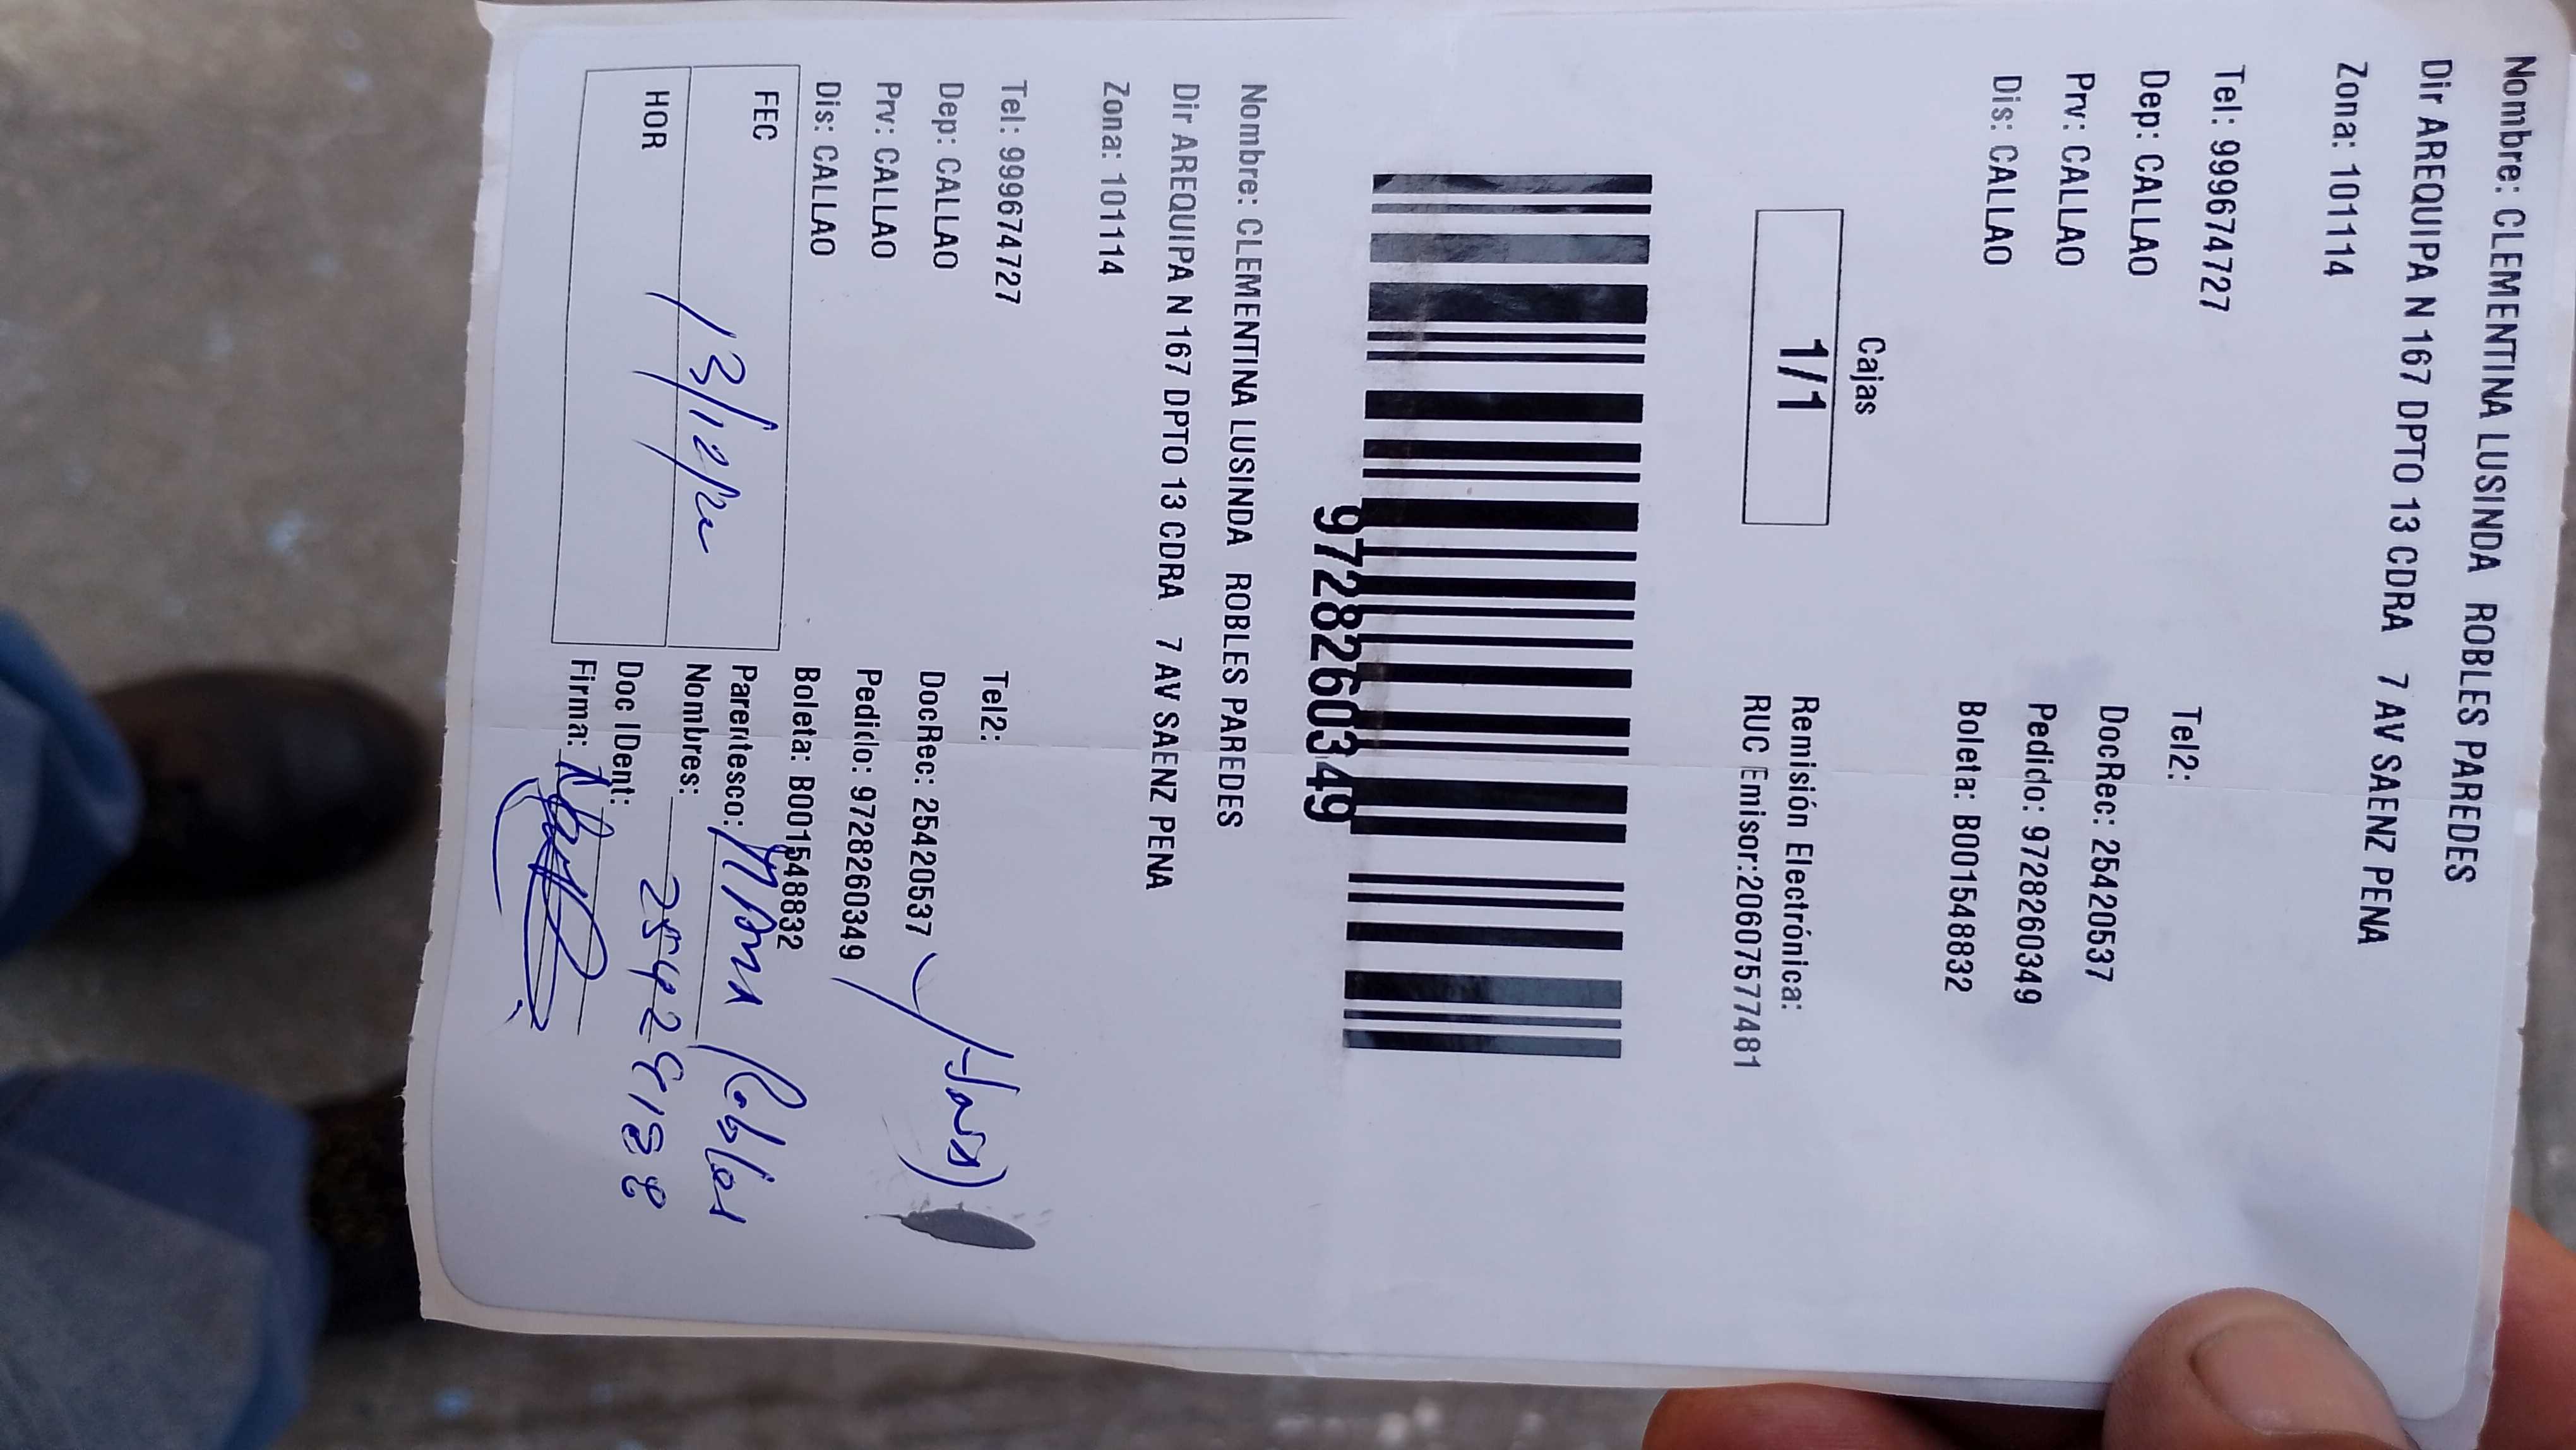 Nombre: CLEMENTINA LUSINDA ROBLES PAREDES
Dir AREQUIPA N 167 DPTO 13 CDRA 7 AV SAENZ PENA
Zona: 101114
Tel: 999674727 Tel2:
Dep: CALLAO DocRec: 25420537
Prv: CALLAO Pedido: 9728260349
Dis: CALLAO Boleta: B001548832
Cajas
1/1
Remisión Electrónica:
RUC Emisor:20607577481
9728260349
Nombre: CLEMENTINA LUSINDA ROBLES PAREDES
Dir AREQUIPA N 167 DPTO 13 CDRA 7 AV SAENZ PENA
Zona: 101114
Tel: 999674727 Tel2:
Dep: CALLAO DocRec: 25420537
Prv: CALLAO Pedido: 9728260349
Dis: CALLAO Boleta: B001548832
FEC 13/12/22 Parentesco:
Robles
Nombres:
HOR Doc IDent:
Firma: